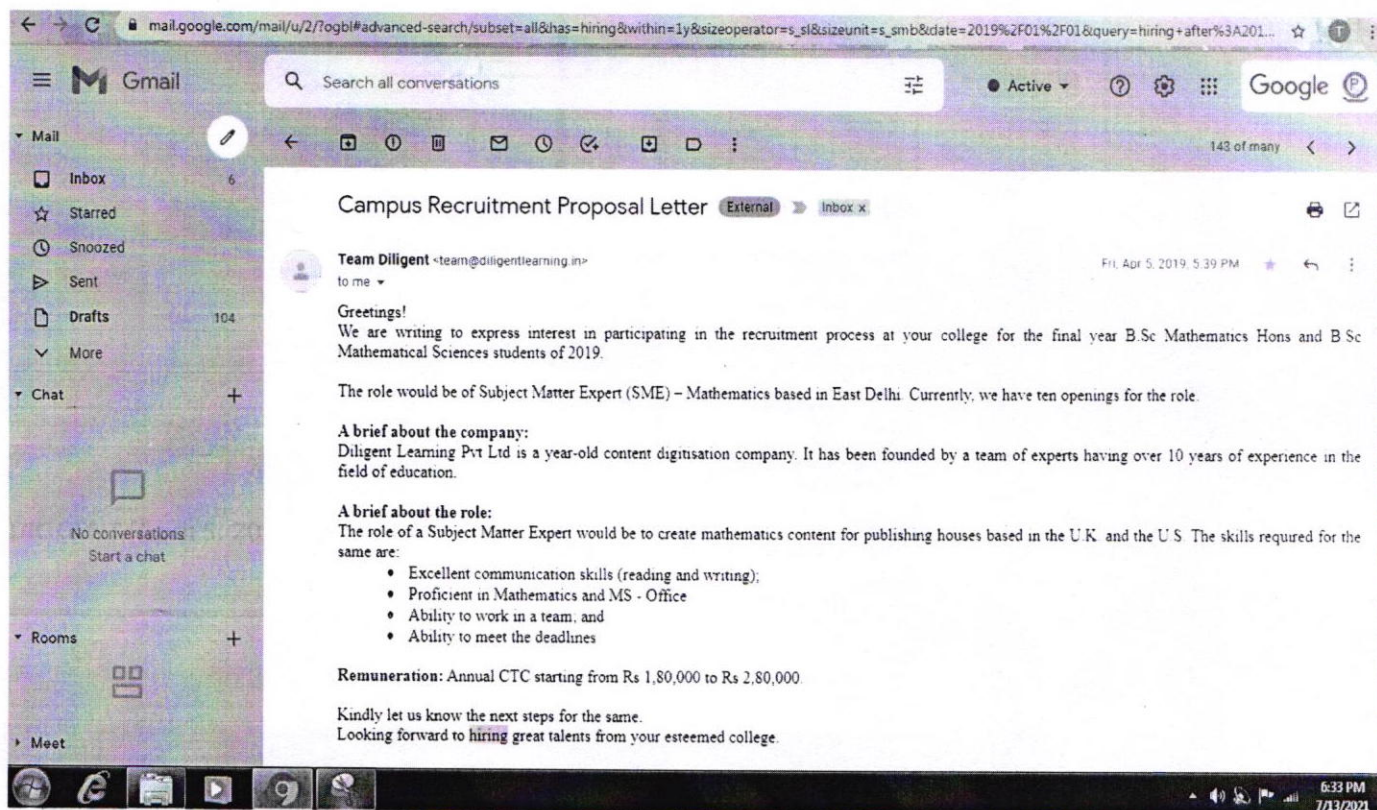 mail.google.com/mail/u/2/?ogbl#advanced-search/subset=all&has=hiring&within=1y&sizeoperator=s_sl&sizeunit=s_smb&date=2019%2F01%2F01&query=hiring+after%3A201...
T
Gmail
Search all conversations
Active
Google
P
Mail
143 of many
Inbox 6
Starred
Snoozed
Sent
Drafts 104
More
Chat
No conversations
Start a chat
Rooms
Meet
Campus Recruitment Proposal Letter External Inbox x
Team Diligent <team@diligentlearning.in>
Fri, Apr 5, 2019, 5:39 PM
to me
Greetings!
We are writing to express interest in participating in the recruitment process at your college for the final year B.Sc Mathematics Hons and B Sc
Mathematical Sciences students of 2019.
The role would be of Subject Matter Expert (SME) – Mathematics based in East Delhi. Currently, we have ten openings for the role.
A brief about the company:
Diligent Learning Pvt Ltd is a year-old content digitisation company. It has been founded by a team of experts having over 10 years of experience in the
field of education.
A brief about the role:
The role of a Subject Matter Expert would be to create mathematics content for publishing houses based in the U.K. and the U.S. The skills required for the
same are:
• Excellent communication skills (reading and writing);
• Proficient in Mathematics and MS - Office
• Ability to work in a team; and
• Ability to meet the deadlines
Remuneration: Annual CTC starting from Rs 1,80,000 to Rs 2,80,000.
Kindly let us know the next steps for the same.
Looking forward to hiring great talents from your esteemed college.
6:33 PM
7/13/2021